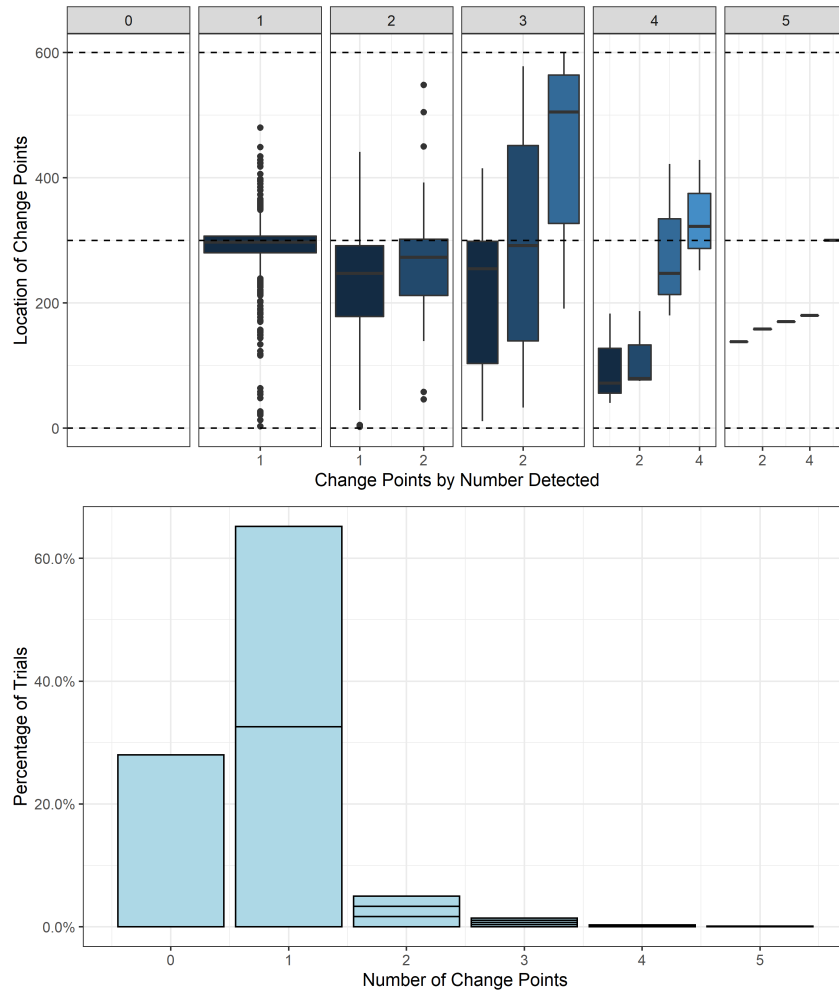 0 1 2 3 4 5
Location of Change Points
600
400
300
200
0
1 1 2 2 2 4 2 4
Change Points by Number Detected
Percentage of Trials
60.0%
40.0%
20.0%
0.0%
0 1 2 3 4 5
Number of Change Points